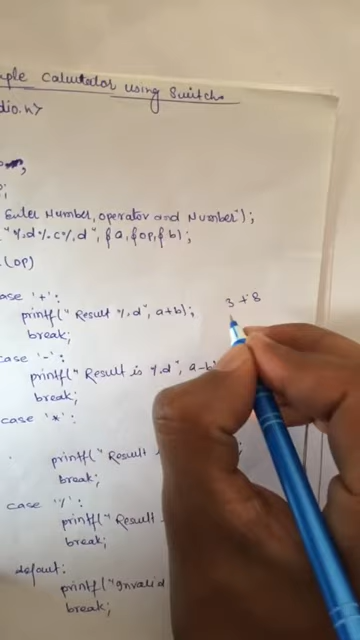 mple Calculator using Switch
dio.h>
Enter Number, operator and Number");
"%d%c%d", &a, &op, &b);
(op)
case '+': 3 + 8
printf(" Result %d", a+b);
break;
case '-':
printf(" Result is %d", a-b
break;
case '*':
printf(" Result
break;
case '/':
printf(" Result
break;
default:
printf("Invalid
break;